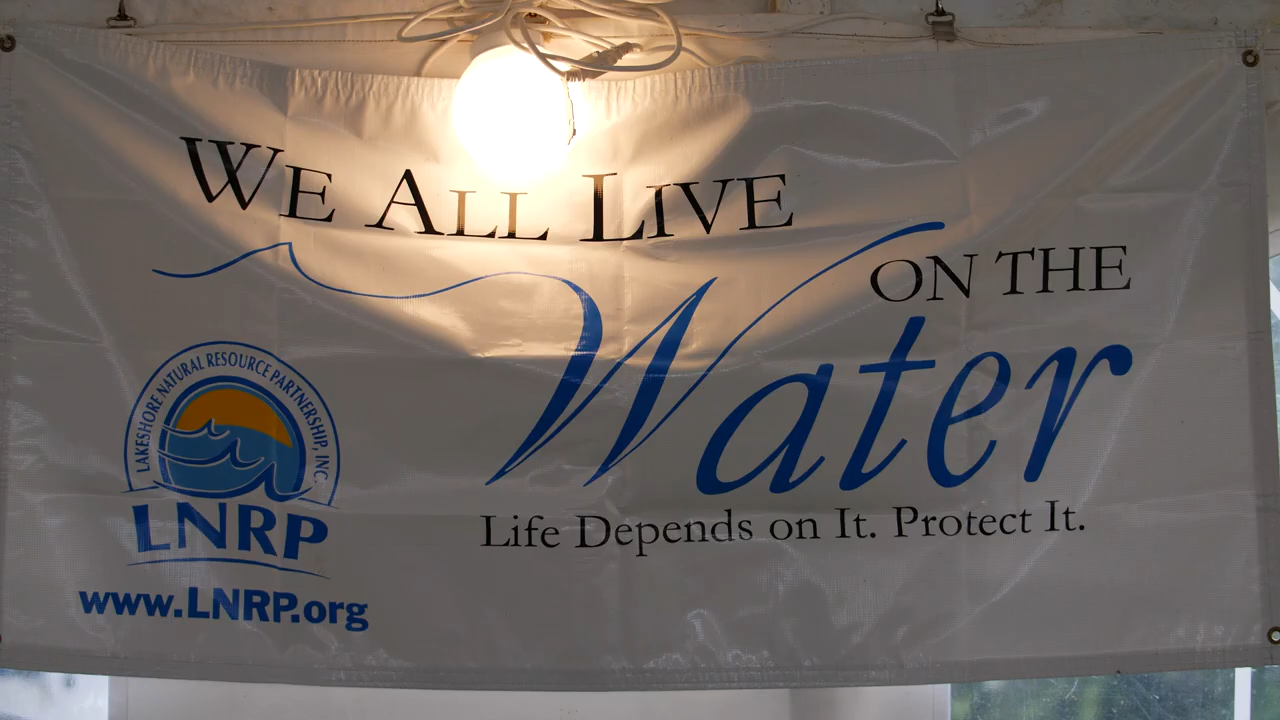 WE ALL LIVE
ON THE
Water
Life Depends on It. Protect It.
LAKESHORE NATURAL RESOURCE PARTNERSHIP, INC.
LNRP
www.LNRP.org